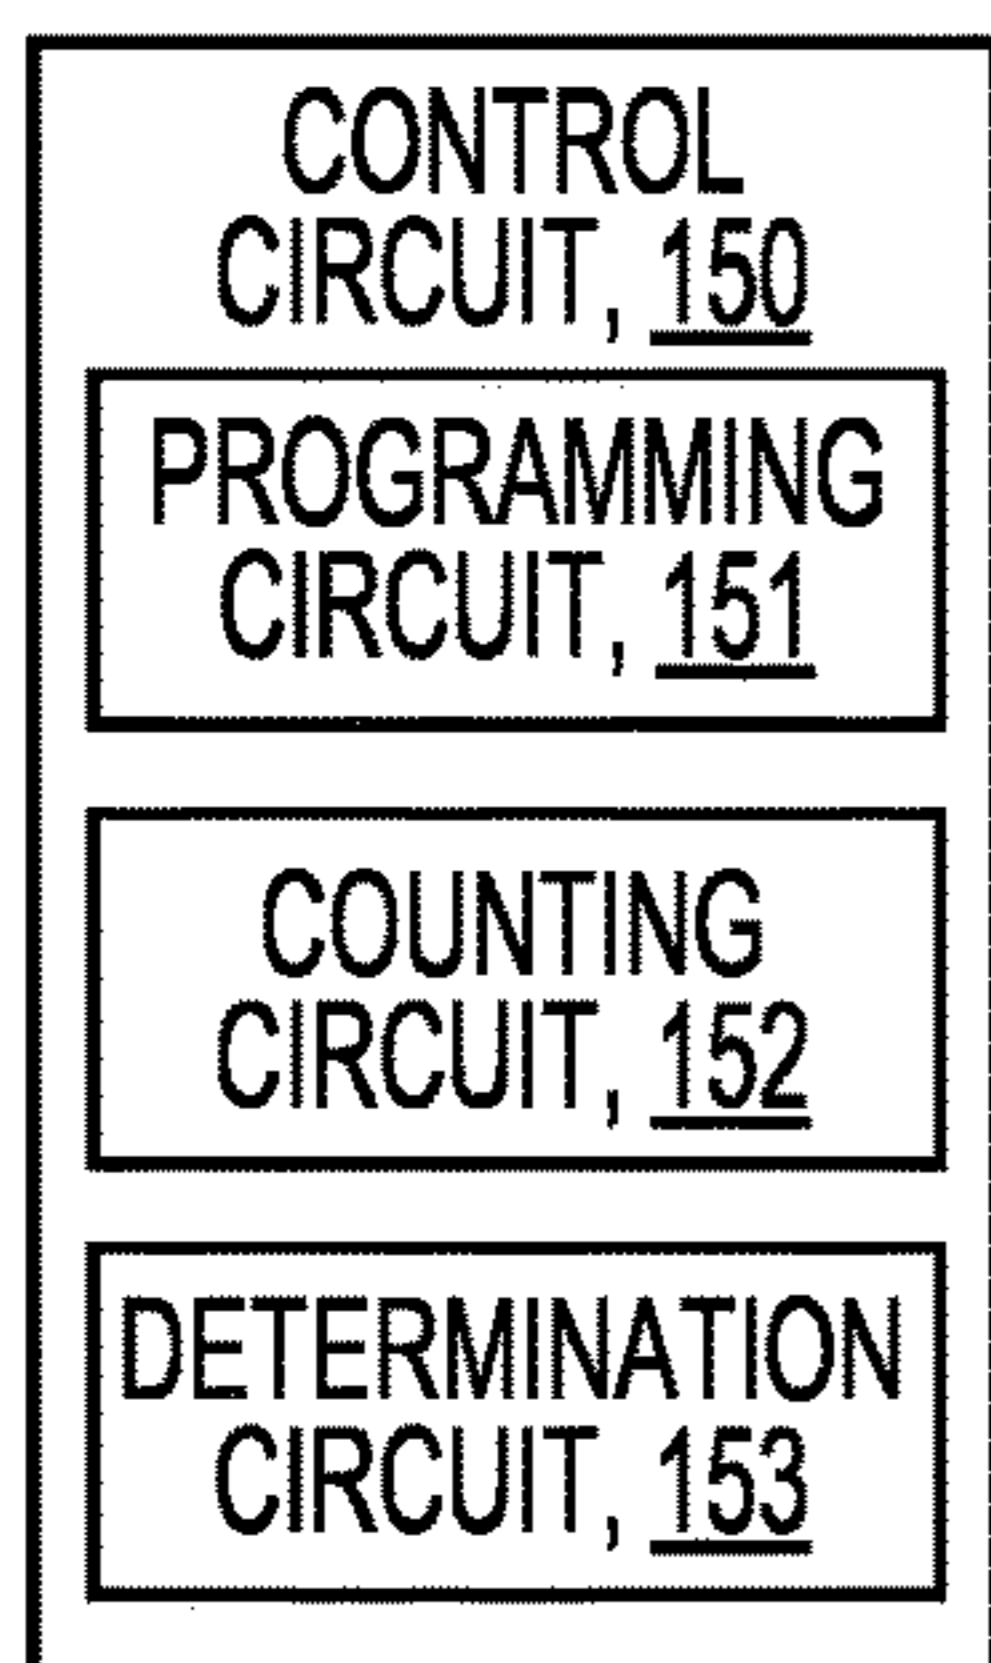 CONTROL
CIRCUIT, 150
PROGRAMMING
CIRCUIT, 151
COUNTING
CIRCUIT, 152
DETERMINATION
CIRCUIT, 153